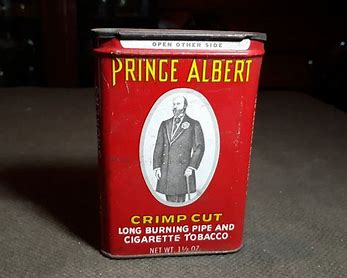 OPEN OTHER SIDE
PRINCE ALBERT
CRIMP CUT
LONG BURNING PIPE AND
CIGARETTE TOBACCO
NET WT. 1½ OZ.